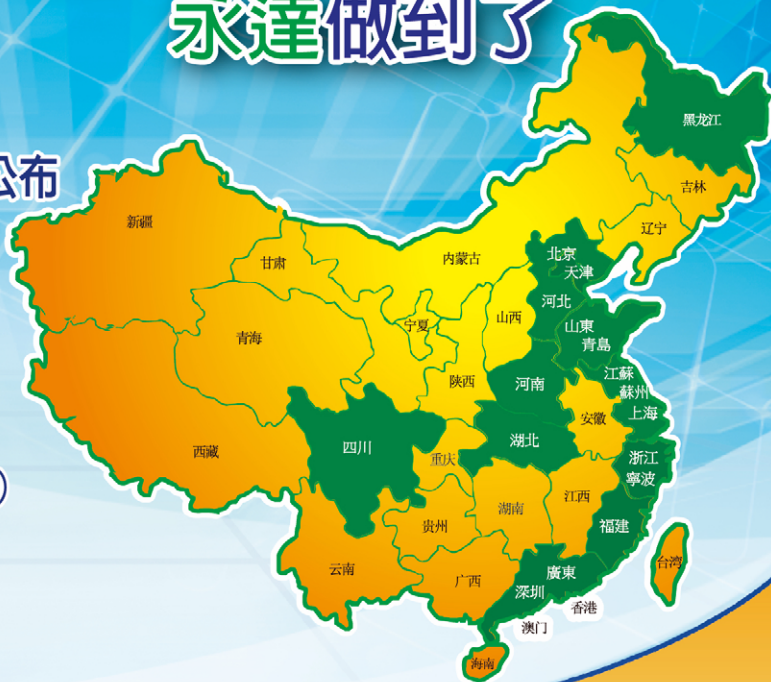 永達做到了
黑龙江
公布
吉林
新疆
辽宁
北京
内蒙古
甘肃
天津
河北
山西
宁夏
山東
青海
青島
江蘇
陕西
河南
蘇州
上海
安徽
湖北
四川
西藏
重庆
浙江
寧波
江西
湖南
贵州
福建
台湾
云南
廣東
广西
深圳
香港
澳门
海南
)